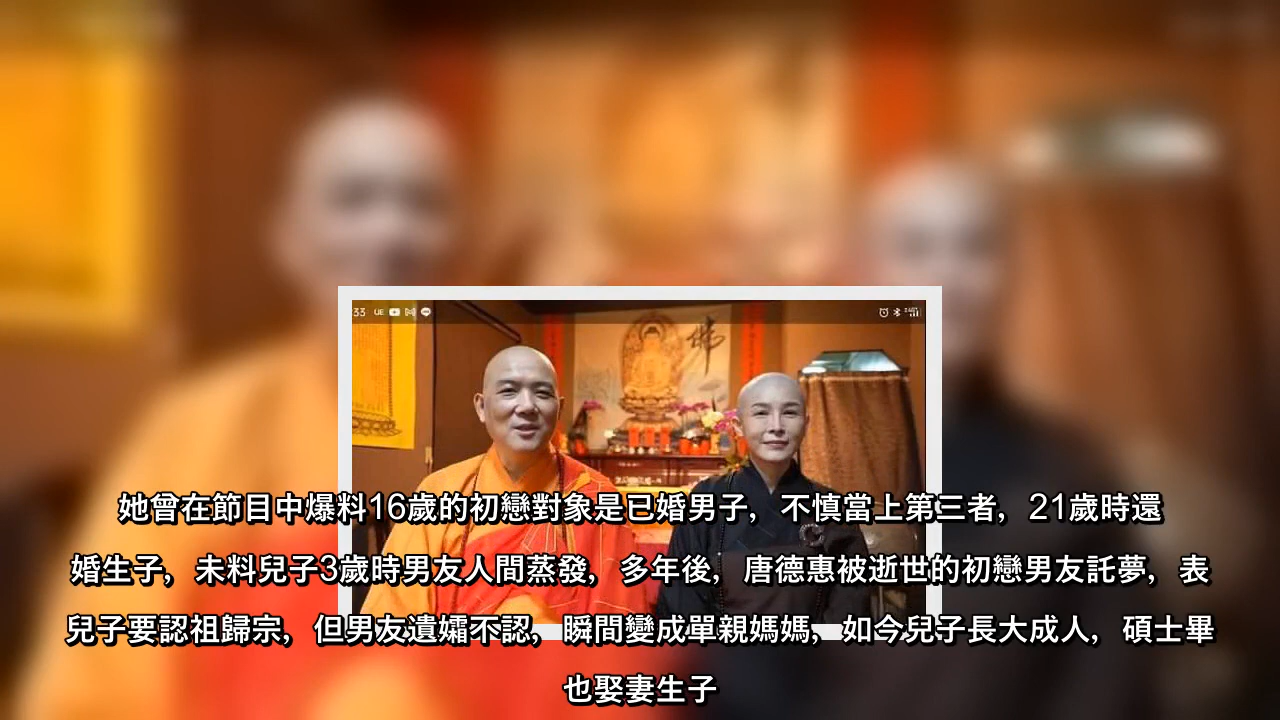 33 UE
佛
她曾在節目中爆料16歲的初戀對象是已婚男子，不慎當上第三者，21歲時還
婚生子，未料兒子3歲時男友人間蒸發，多年後，唐德惠被逝世的初戀男友託夢，表
兒子要認祖歸宗，但男友遺孀不認，瞬間變成單親媽媽，如今兒子長大成人，碩士畢
也娶妻生子